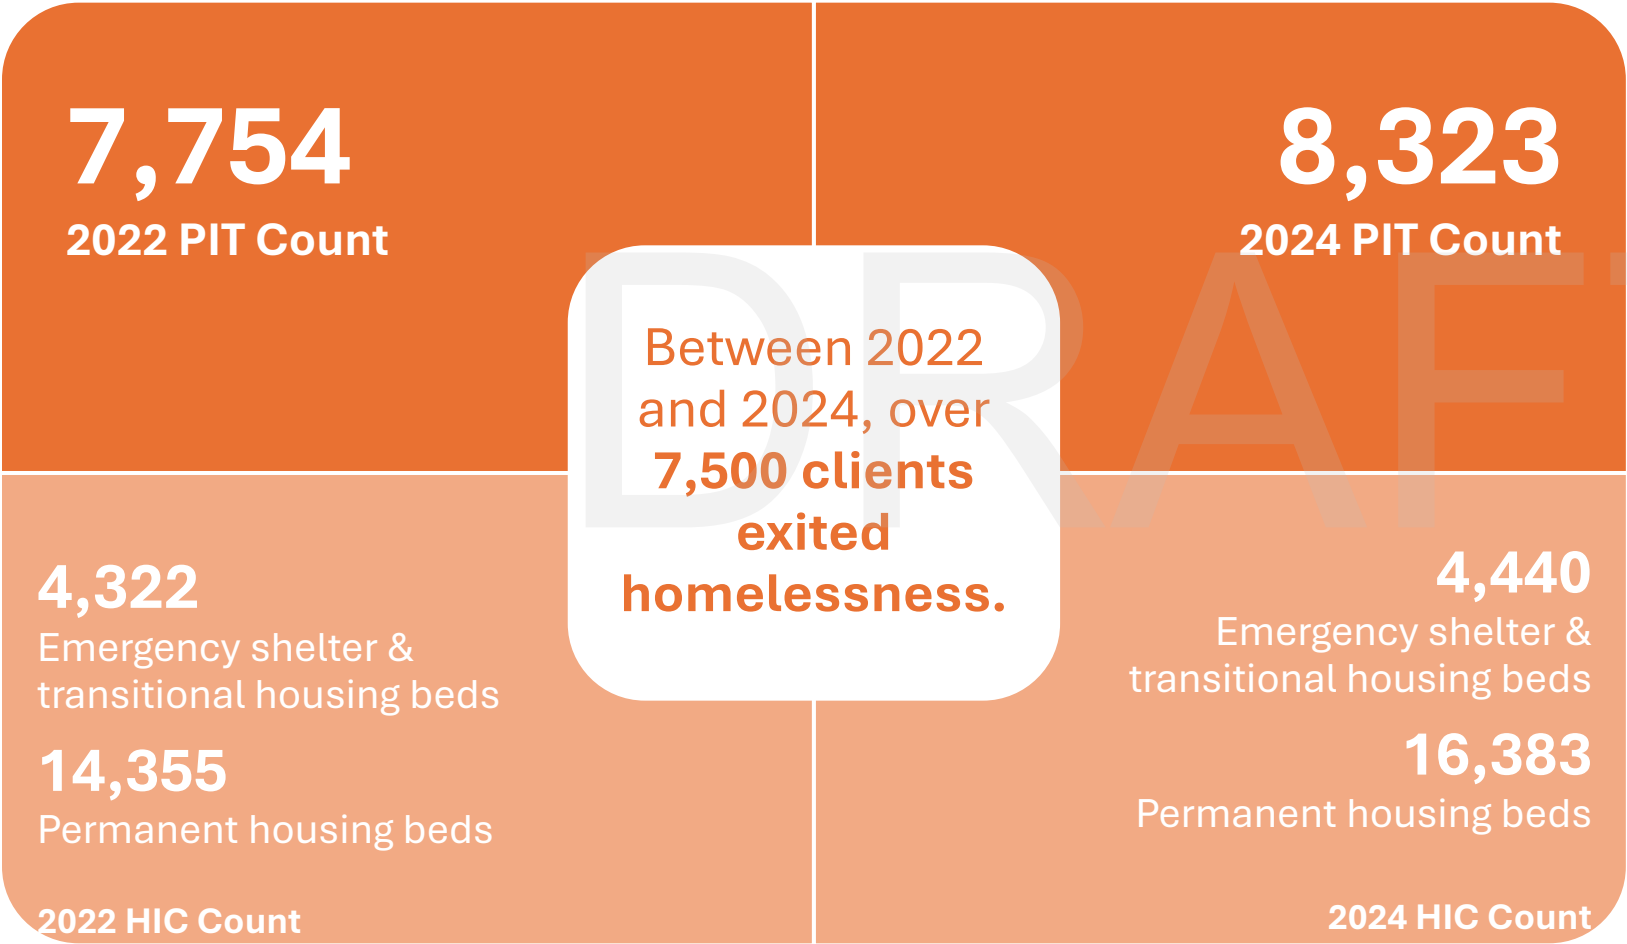 7,754
2022 PIT Count
8,323
2024 PIT Count
Between 2022
and 2024, over
7,500 clients
exited
homelessness.
4,322
Emergency shelter &
transitional housing beds
14,355
Permanent housing beds
2022 HIC Count
4,440
Emergency shelter &
transitional housing beds
16,383
Permanent housing beds
2024 HIC Count
DRAFT